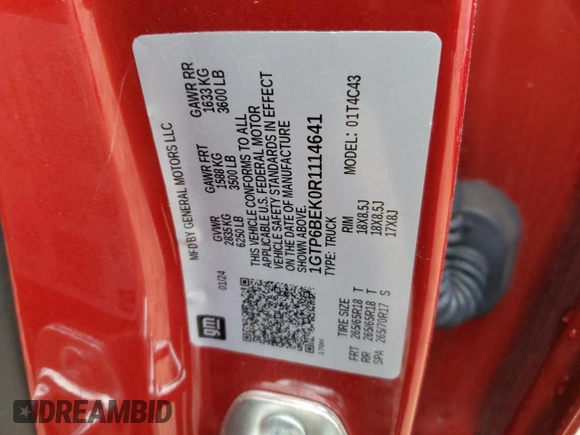 MFD BY GENERAL MOTORS LLC
01/24
GVWR
2835KG
6250 LB
GAWR FRT
1588 KG
3500 LB
GAWR RR
1633 KG
3600 LB
THIS VEHICLE CONFORMS TO ALL
APPLICABLE U.S. FEDERAL MOTOR
VEHICLE SAFETY STANDARDS IN EFFECT
ON THE DATE OF MANUFACTURE
SHOWN ABOVE.
1GTP6BEK0R1114641
TYPE: TRUCK
MODEL: 01T4C43
TIRE SIZE RIM
FRT 265/65R18 T 18X8.5J
RR 265/65R18 T 18X8.5J
SPA 265/70R17 S 17X8J
gm
DREAMBID.COM